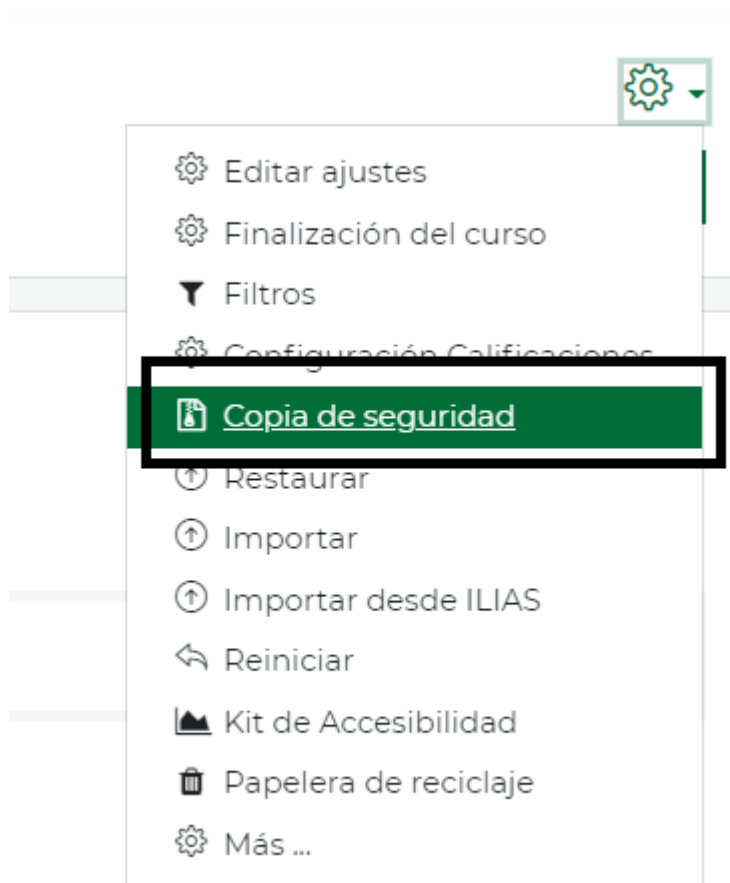 Editar ajustes
Finalización del curso
Filtros
Configuración Calificaciones
Copia de seguridad
Restaurar
Importar
Importar desde ILIAS
Reiniciar
Kit de Accesibilidad
Papelera de reciclaje
Más ...